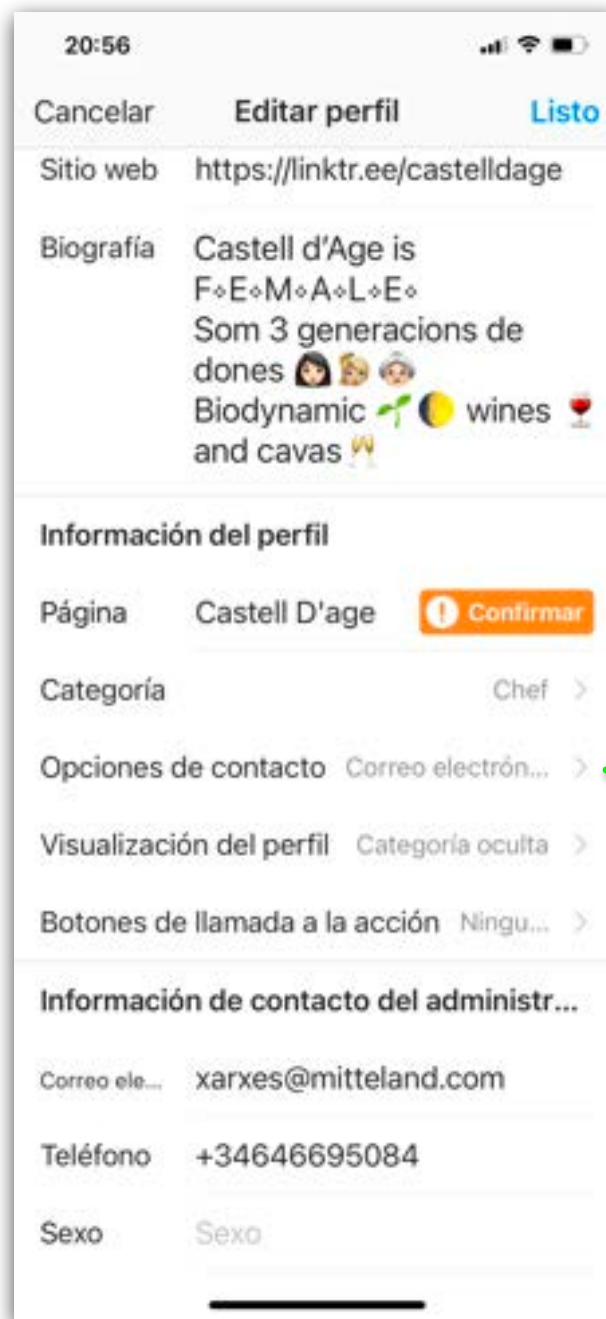 20:56
Cancelar Editar perfil Listo
Sitio web https://linktr.ee/castelldage
Biografía Castell d’Age is
F⋄E⋄M⋄A⋄L⋄E⋄
Som 3 generacions de
dones 👩🏻 🙋🏼 👵🏻
Biodynamic 🌱 🌓 wines 🍷
and cavas 🥂
Información del perfil
Página Castell D'age ! Confirmar
Categoría Chef >
Opciones de contacto Correo electrón... >
Visualización del perfil Categoría oculta >
Botones de llamada a la acción Ningu... >
Información de contacto del administr...
Correo ele... xarxes@mitteland.com
Teléfono +34646695084
Sexo Sexo